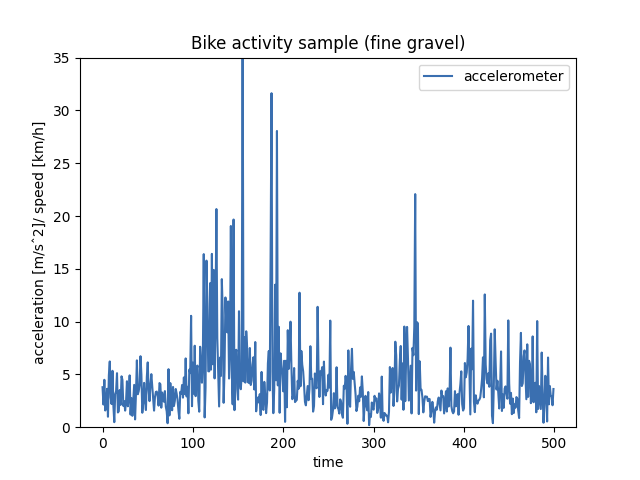 Bike activity sample (fine gravel)
accelerometer
acceleration [m/s^2]/ speed [km/h]
35
30
25
20
15
10
5
0
0 100 200 300 400 500
time